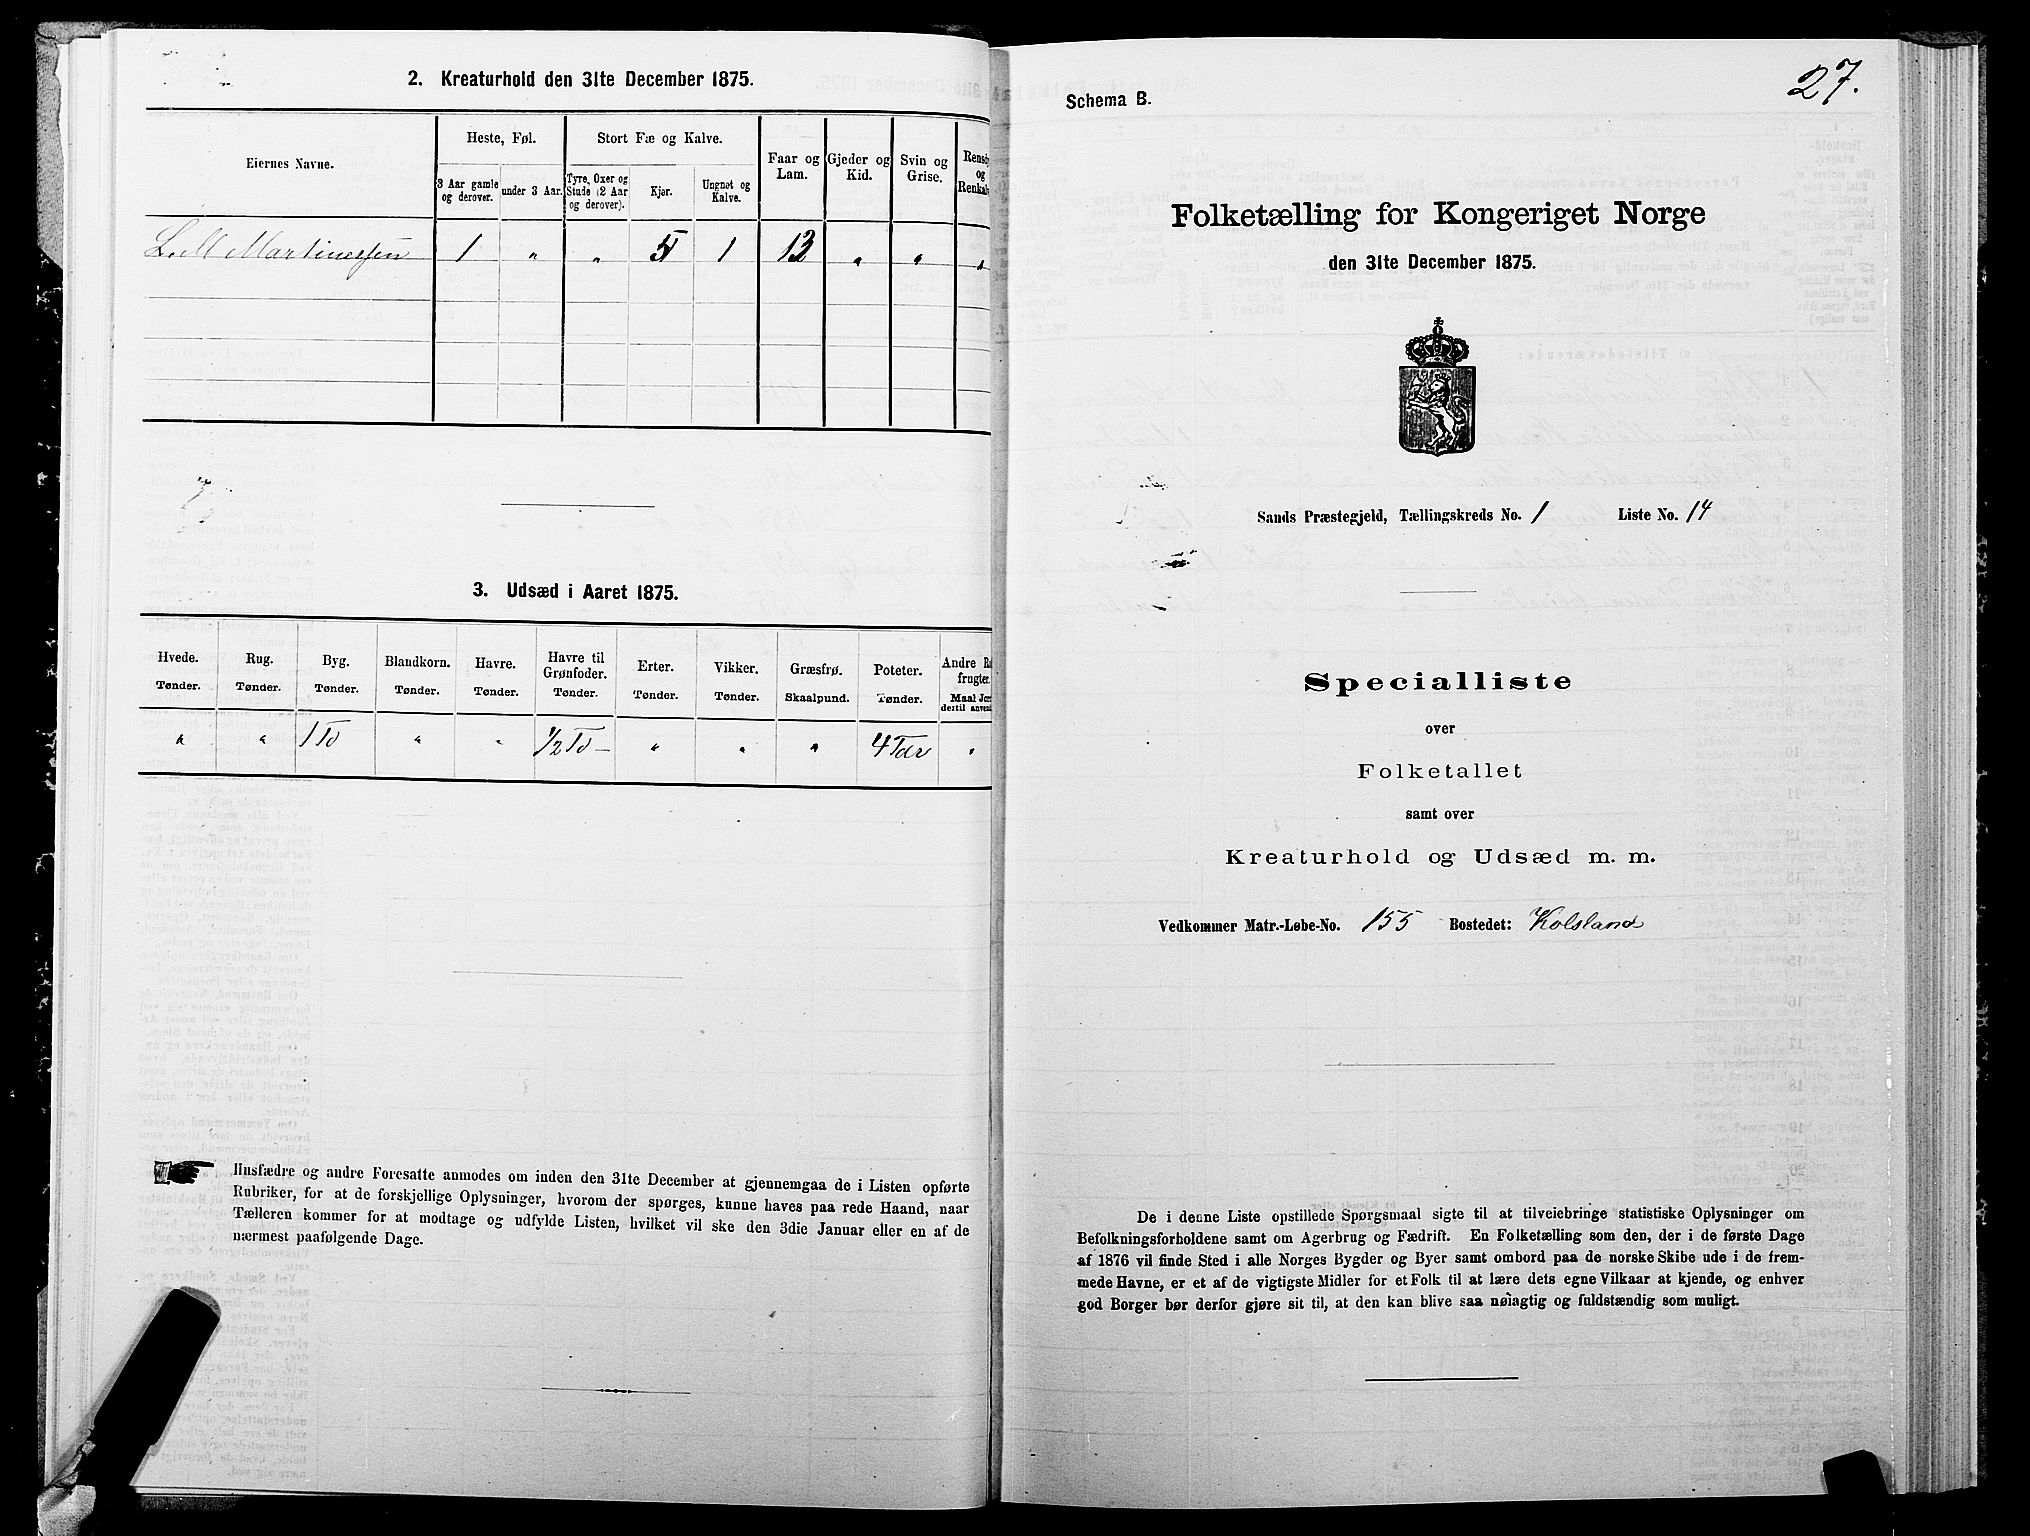 2. Kreaturhold den 31te December 1875.
Eiernes Navne.
Heste, Føl.
Stort Fæ og Kalve.
Faar og
Lam.
Gjeder og
Kid.
Svin og
Grise.
og
3 Aar gamle
og derover.
under 3 Aar.
Tyre, Oxer og
Stude (2 Aar
og derover).
Kjør.
Ungnøt og
Kalve.
L. M Martinessen 1 " " 5 1 12 " " "
3. Udsæd i Aaret 1875.
Hvede. Rug. Byg. Blandkorn. Havre. Havre til
Grønfoder. Erter. Vikker. Græsfrø. Poteter. Andre
frugter.
Tønder. Tønder. Tønder. Tønder. Tønder. Tønder. Tønder. Tønder. Skaalpund. Tønder. Maal
dertil
" " 1 Td " " 1/2 Td " " " 4 Tdr "
Husfædre og andre Foresatte anmodes om inden den 31te December at gjennemgaa de i Listen opførte
Rubriker, for at de forskjellige Oplysninger, hvorom der spørges, kunne haves paa rede Haand, naar
Tælleren kommer for at modtage og udfylde Listen, hvilket vil ske den 3die Januar eller en af de
nærmest paafølgende Dage.
27.
Schema B.
Folketælling for Kongeriget Norge
den 31te December 1875.
Sands Præstegjeld, Tællingskreds No. 1 Liste No. 14
Specialliste
over
Folketallet
samt over
Kreaturhold og Udsæd m. m.
Vedkommer Matr.-Løbe-No. 155 Bostedet: Kolsland
De i denne Liste opstillede Spørgsmaal sigte til at tilveiebringe statistiske Oplysninger om
Befolkningsforholdene samt om Agerbrug og Fædrift. En Folketælling som den, der i de første Dage
af 1876 vil finde Sted i alle Norges Bygder og Byer samt ombord paa de norske Skibe ude i de frem-
mede Havne, er et af de vigtigste Midler for et Folk til at lære dets egne Vilkaar at kjende, og enhver
god Borger bør derfor gjøre sit til, at den kan blive saa nøiagtig og fuldstændig som muligt.